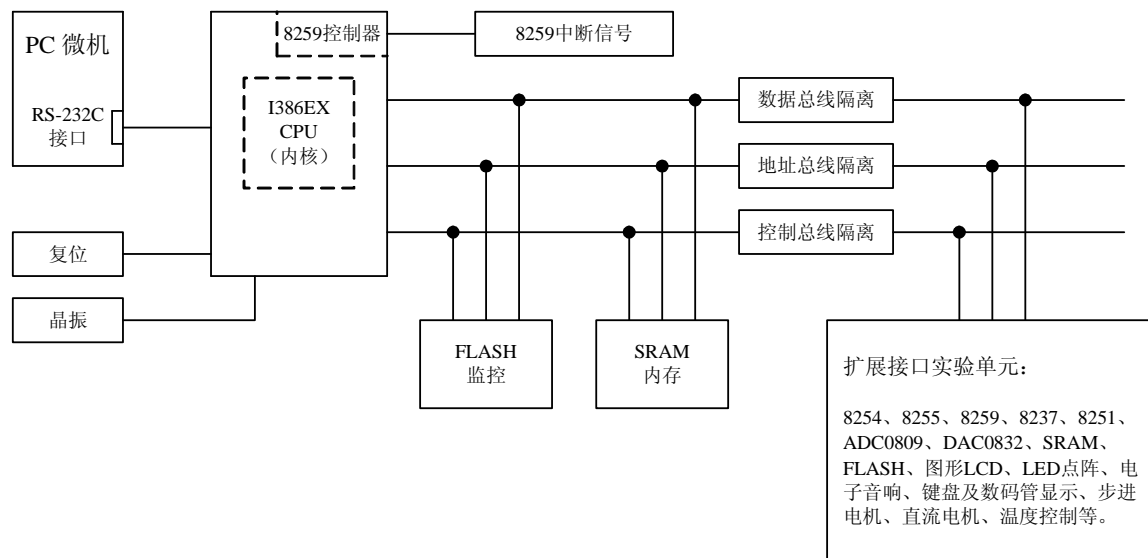 PC 微机
RS-232C
接口
8259控制器
8259中断信号
I386EX
CPU
（内核）
数据总线隔离
地址总线隔离
控制总线隔离
复位
晶振
FLASH
监控
SRAM
内存
扩展接口实验单元：
8254、8255、8259、8237、8251、
ADC0809、DAC0832、SRAM、
FLASH、图形LCD、LED点阵、电
子音响、键盘及数码管显示、步进
电机、直流电机、温度控制等。